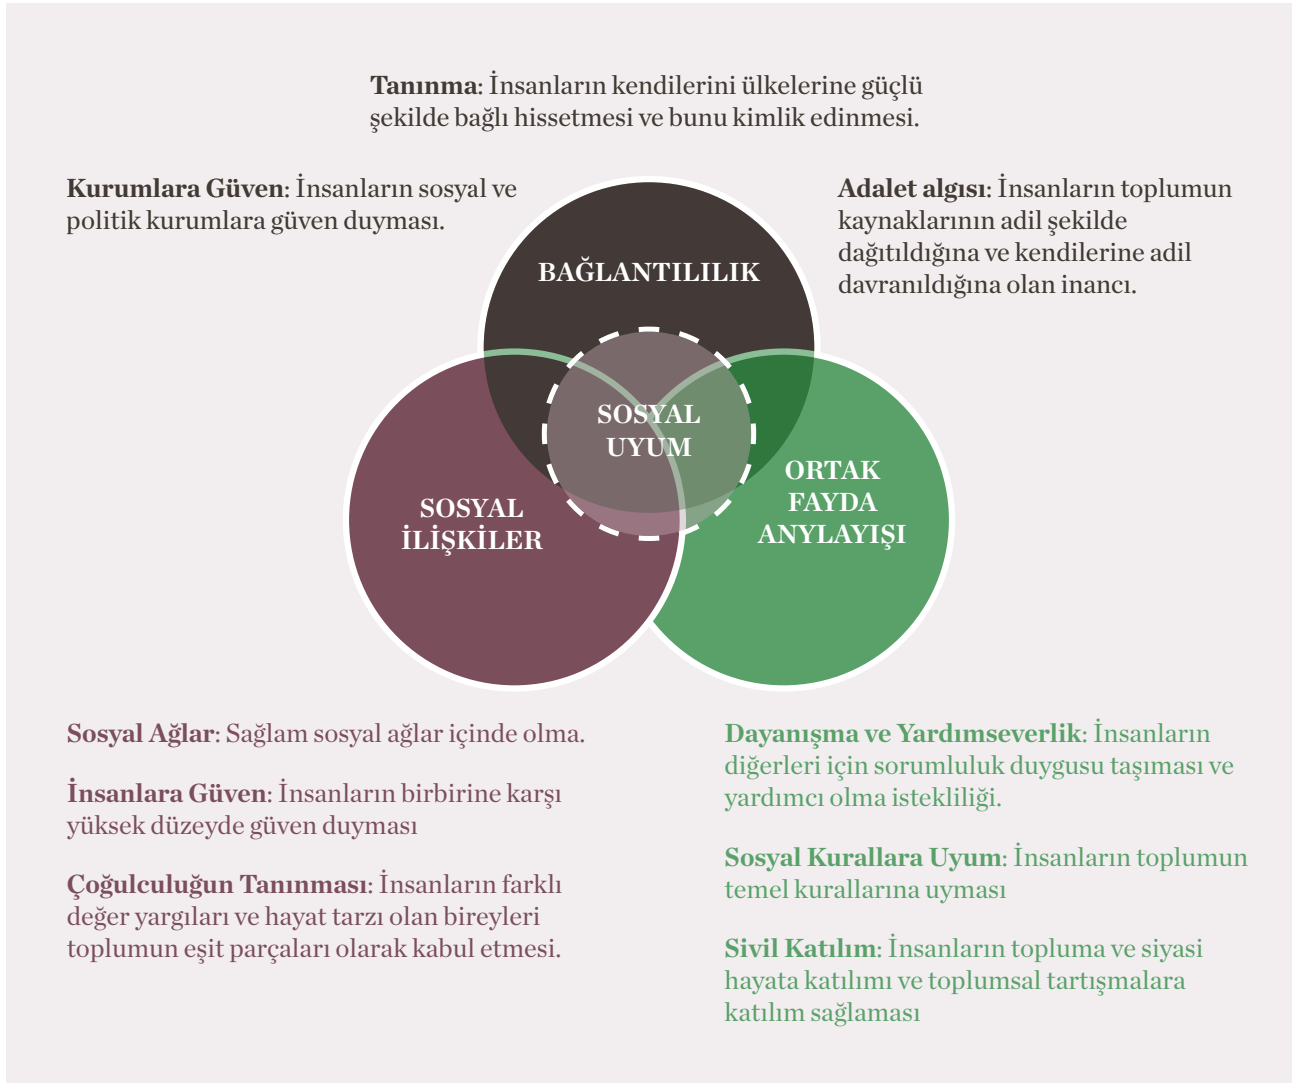 Tanınma: İnsanların kendilerini ülkelerine güçlü
şekilde bağlı hissetmesi ve bunu kimlik edinmesi.
Kurumlara Güven: İnsanların sosyal ve
politik kurumlara güven duyması.
Adalet algısı: İnsanların toplumun
kaynaklarının adil şekilde
dağıtıldığına ve kendilerine adil
davranıldığına olan inancı.
BAĞLANTILILIK
SOSYAL
UYUM
SOSYAL
İLİŞKİLER
ORTAK
FAYDA
ANYLAYIŞI
Sosyal Ağlar: Sağlam sosyal ağlar içinde olma.
İnsanlara Güven: İnsanların birbirine karşı
yüksek düzeyde güven duyması
Çoğulculuğun Tanınması: İnsanların farklı
değer yargıları ve hayat tarzı olan bireyleri
toplumun eşit parçaları olarak kabul etmesi.
Dayanışma ve Yardımseverlik: İnsanların
diğerleri için sorumluluk duygusu taşıması ve
yardımcı olma istekliliği.
Sosyal Kurallara Uyum: İnsanların toplumun
temel kurallarına uyması
Sivil Katılım: İnsanların topluma ve siyasi
hayata katılımı ve toplumsal tartışmalara
katılım sağlaması